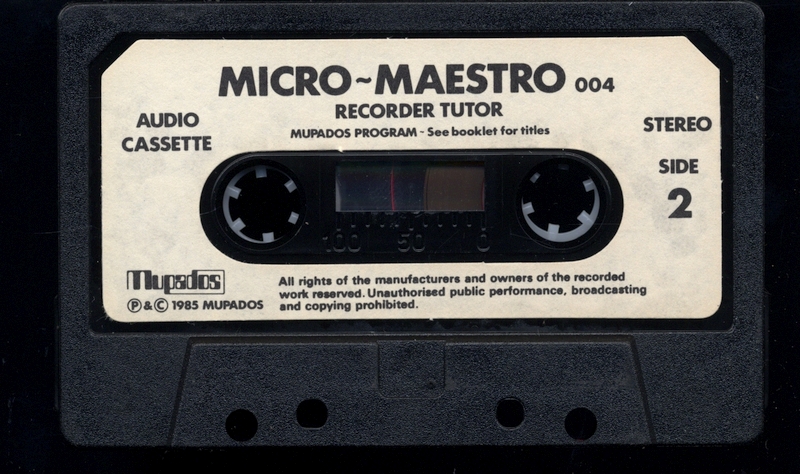 MICRO~MAESTRO 004
RECORDER TUTOR
MUPADOS PROGRAM - See booklet for titles
AUDIO
CASSETTE
STEREO
SIDE
2
100 50 0
Mupados
Ⓟ & © 1985 MUPADOS
All rights of the manufacturers and owners of the recorded
work reserved. Unauthorised public performance, broadcasting
and copying prohibited.